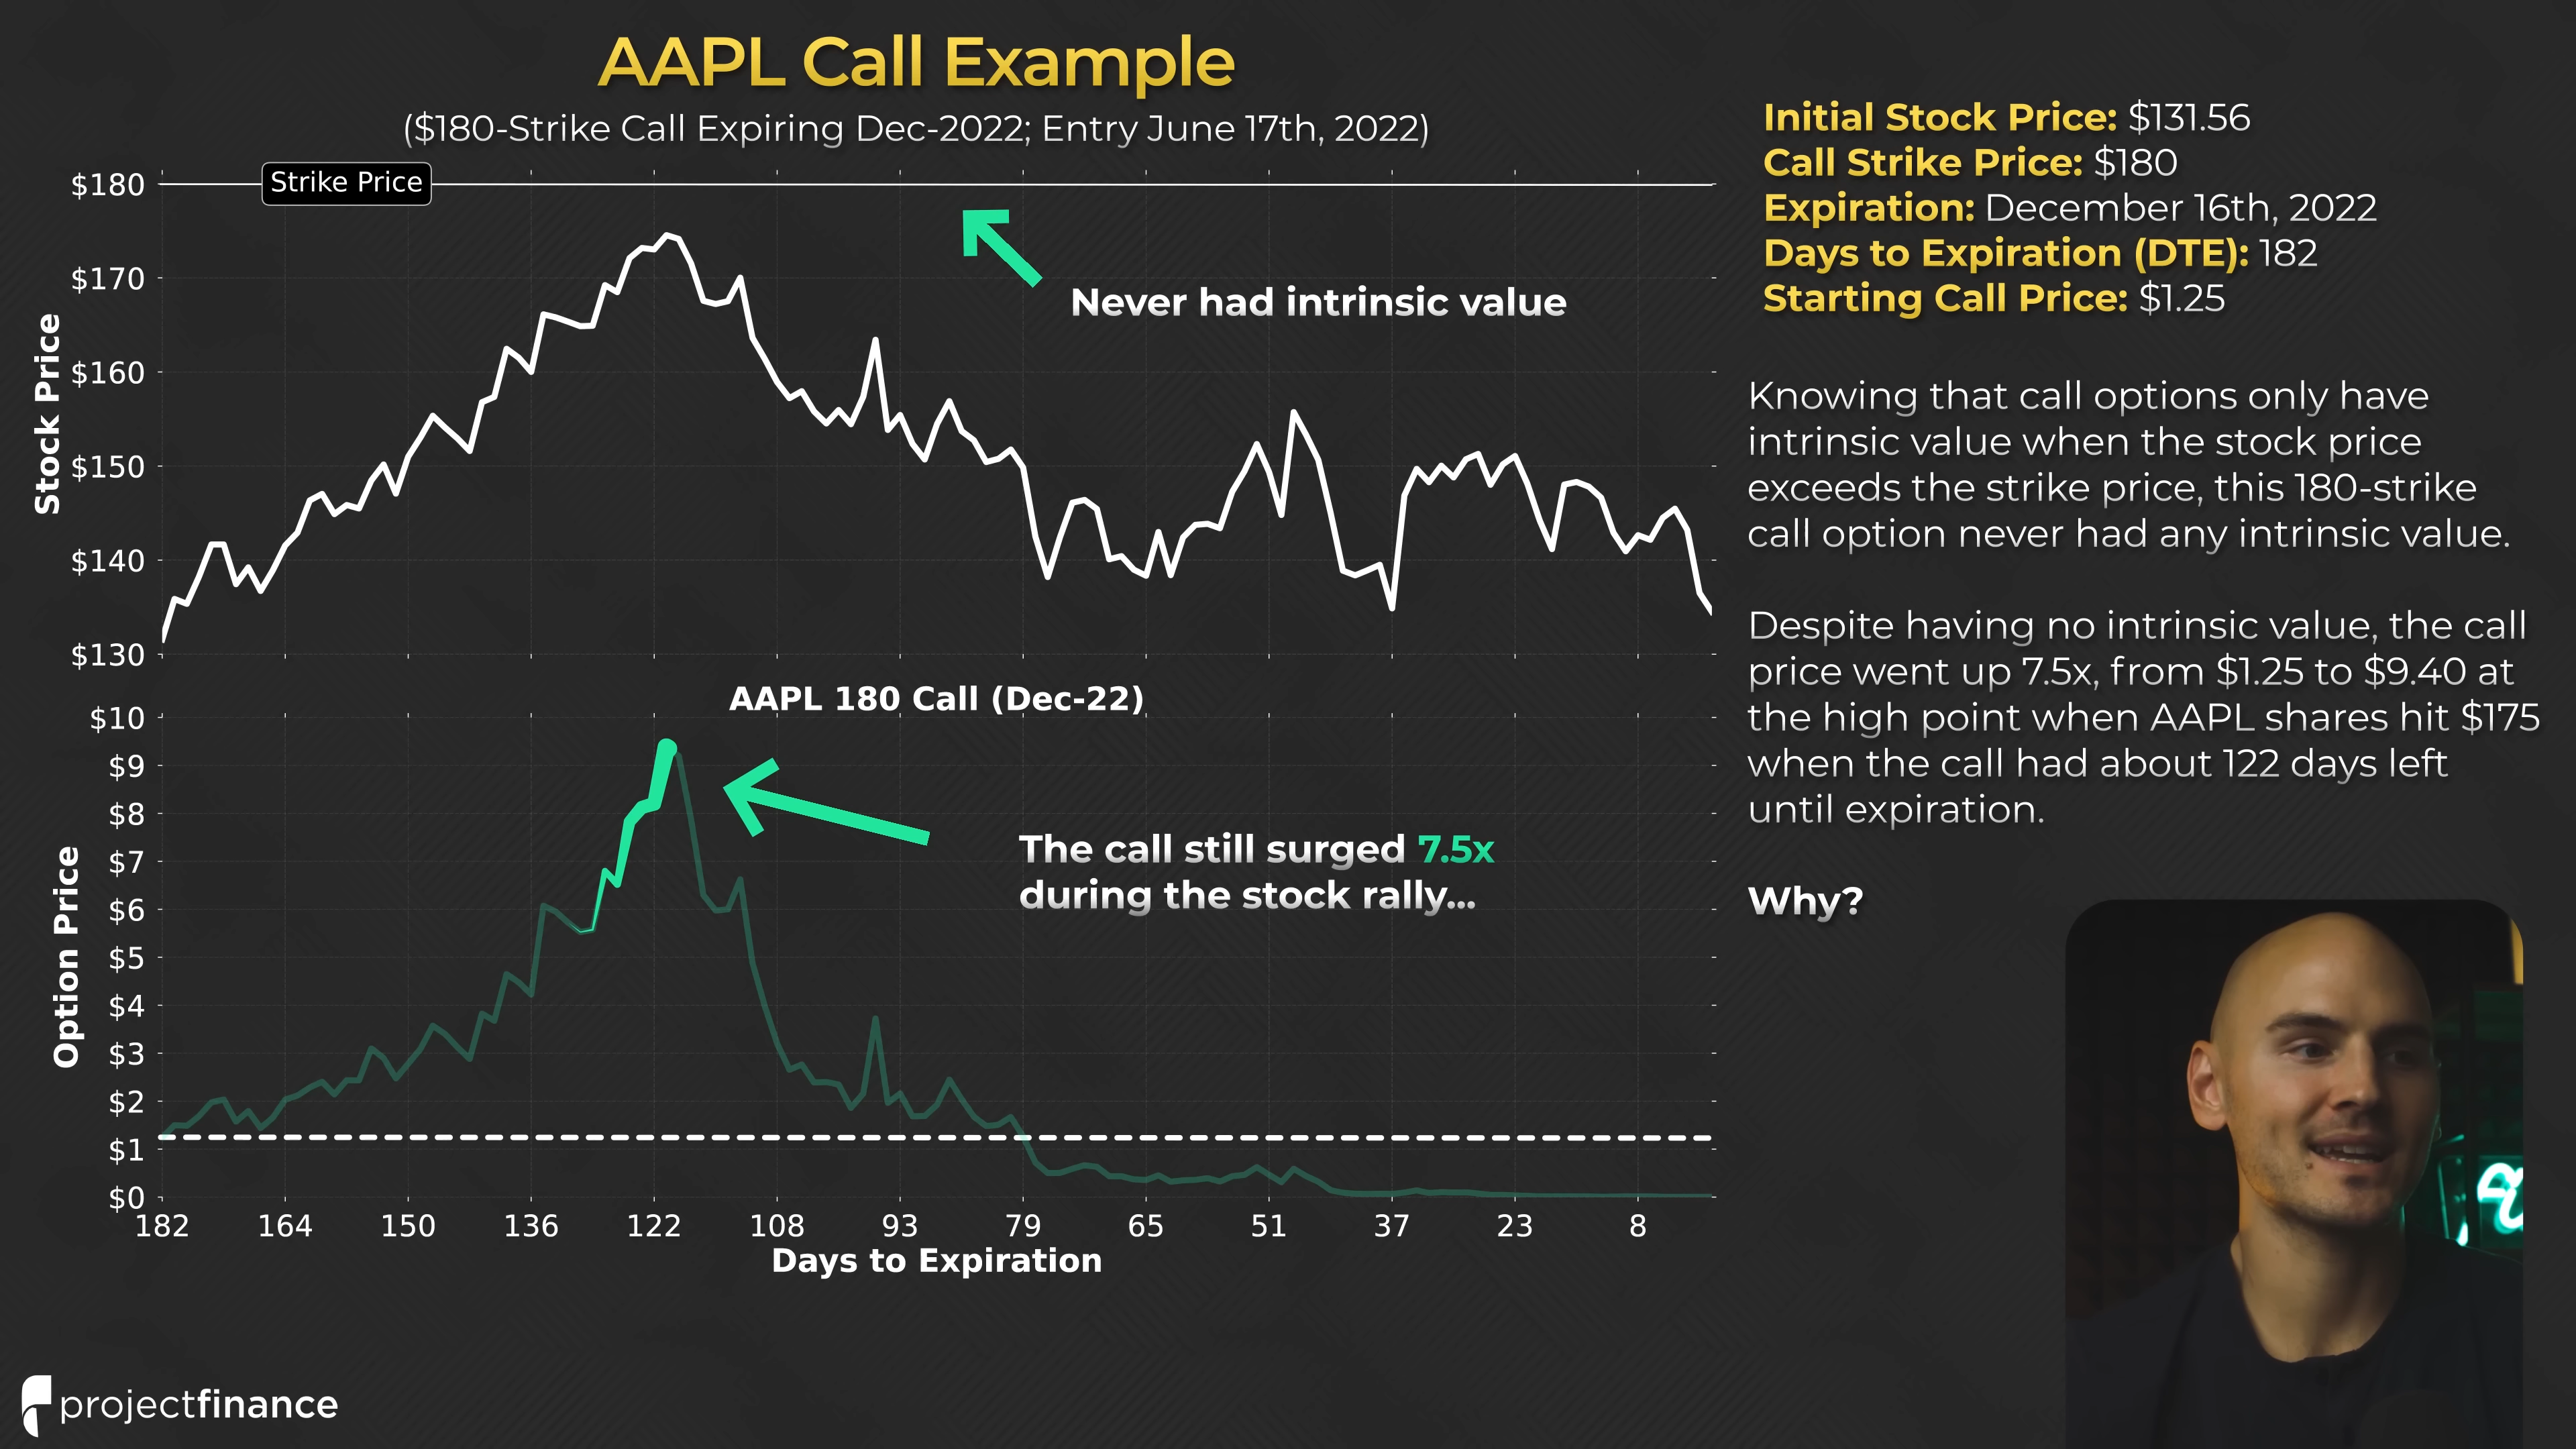 AAPL Call Example
($180-Strike Call Expiring Dec-2022; Entry June 17th, 2022)
Initial Stock Price: $131.56
Call Strike Price: $180
Expiration: December 16th, 2022
Days to Expiration (DTE): 182
Starting Call Price: $1.25
Stock Price
$180
$170
$160
$150
$140
$130
Strike Price
Never had intrinsic value
Knowing that call options only have
intrinsic value when the stock price
exceeds the strike price, this 180-strike
call option never had any intrinsic value.
Despite having no intrinsic value, the call
price went up 7.5x, from $1.25 to $9.40 at
the high point when AAPL shares hit $175
when the call had about 122 days left
until expiration.
Why?
AAPL 180 Call (Dec-22)
Option Price
$10
$9
$8
$7
$6
$5
$4
$3
$2
$1
$0
The call still surged 7.5x
during the stock rally...
182 164 150 136 122 108 93 79 65 51 37 23 8
Days to Expiration
projectfinance